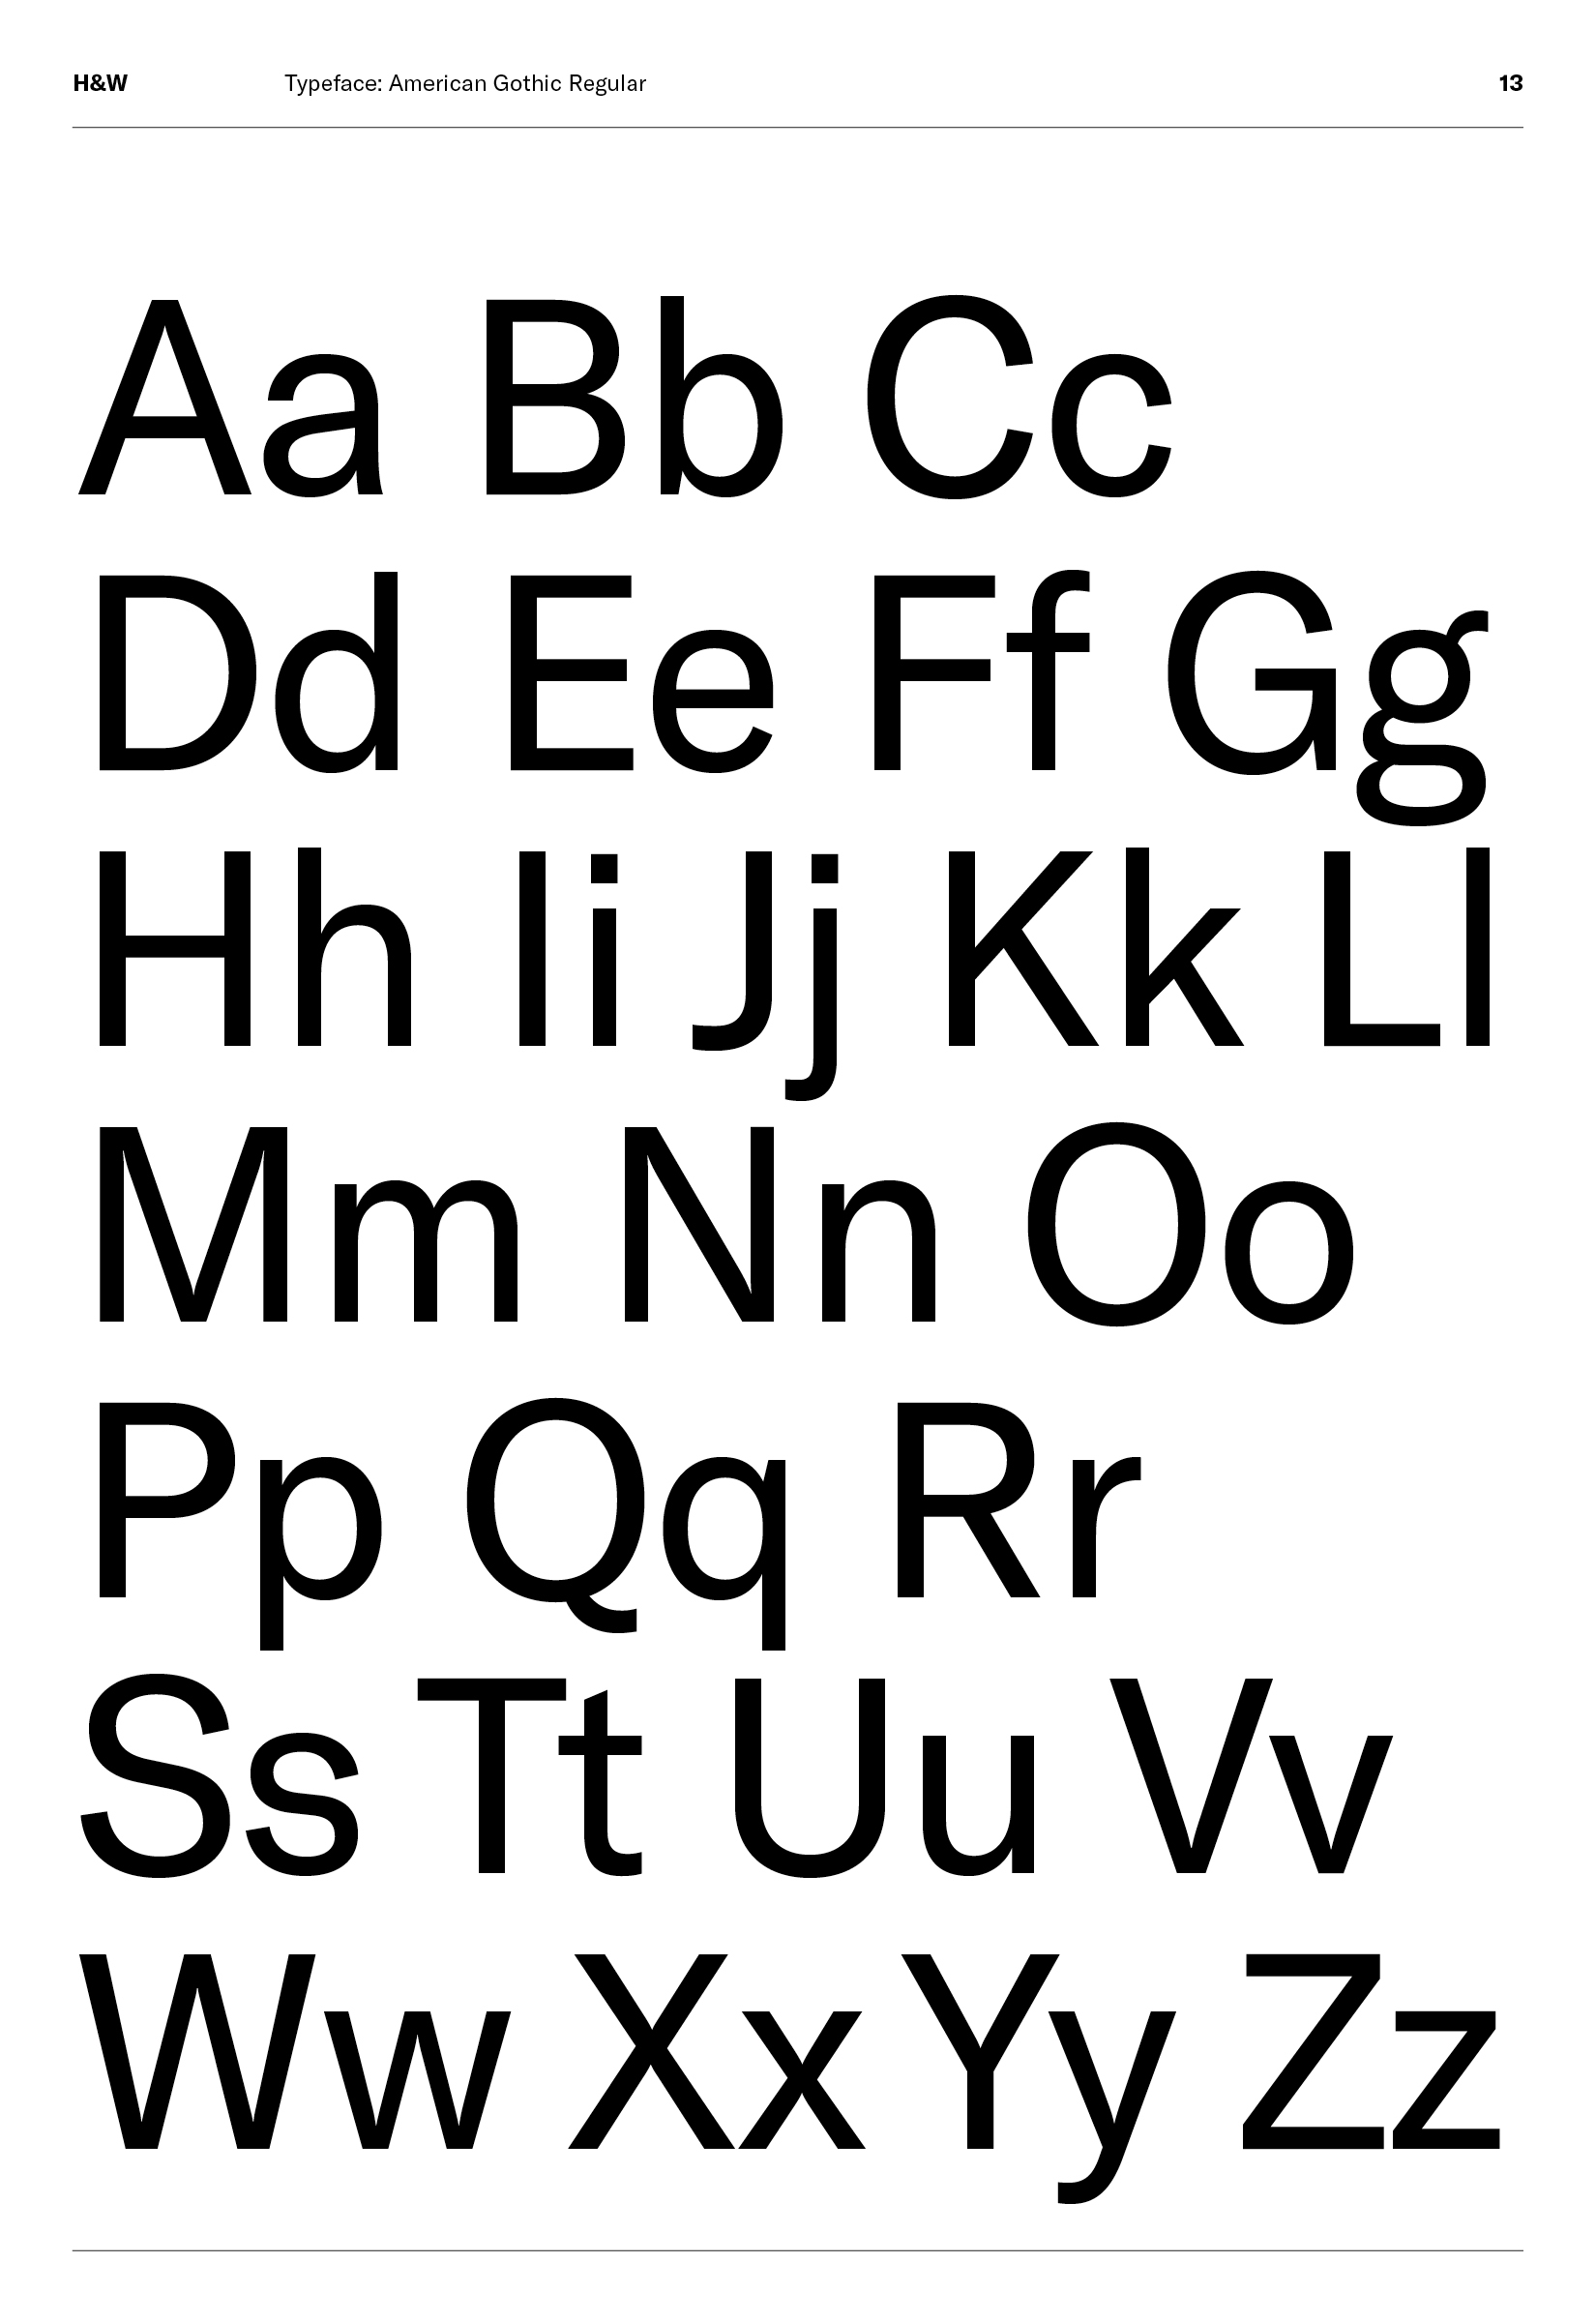 H&W Typeface: American Gothic Regular 13
Aa Bb Cc
Dd Ee Ff Gg
Hh Ii Jj Kk Ll
Mm Nn Oo
Pp Qq Rr
Ss Tt Uu Vv
Ww Xx Yy Zz